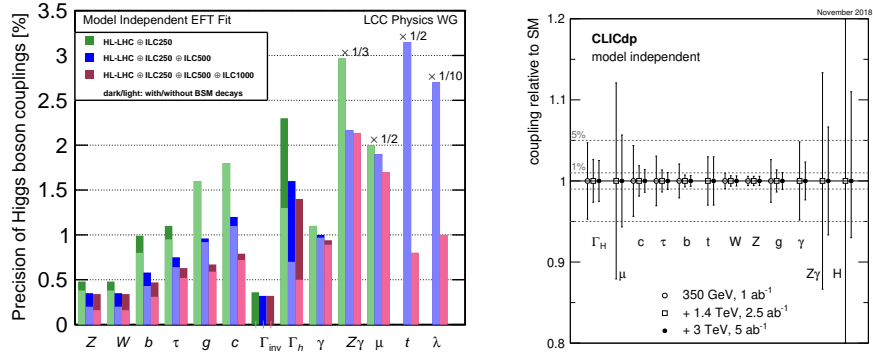 Model Independent EFT Fit
LCC Physics WG
Precision of Higgs boson couplings [%]
HL-LHC ⊕ ILC250
HL-LHC ⊕ ILC250 ⊕ ILC500
HL-LHC ⊕ ILC250 ⊕ ILC500 ⊕ ILC1000
dark/light: with/without BSM decays
× 1/3
× 1/2
× 1/2
× 1/10
3.5
3
2.5
2
1.5
1
0.5
0
Z W b τ g c Γinv Γh γ Zγ μ t λ
November 2018
CLICdp
model independent
coupling relative to SM
1.2
1.1
1
0.9
0.8
5%
1%
ΓH c τ b t W Z g γ
μ Zγ H
350 GeV, 1 ab⁻¹
+ 1.4 TeV, 2.5 ab⁻¹
+ 3 TeV, 5 ab⁻¹